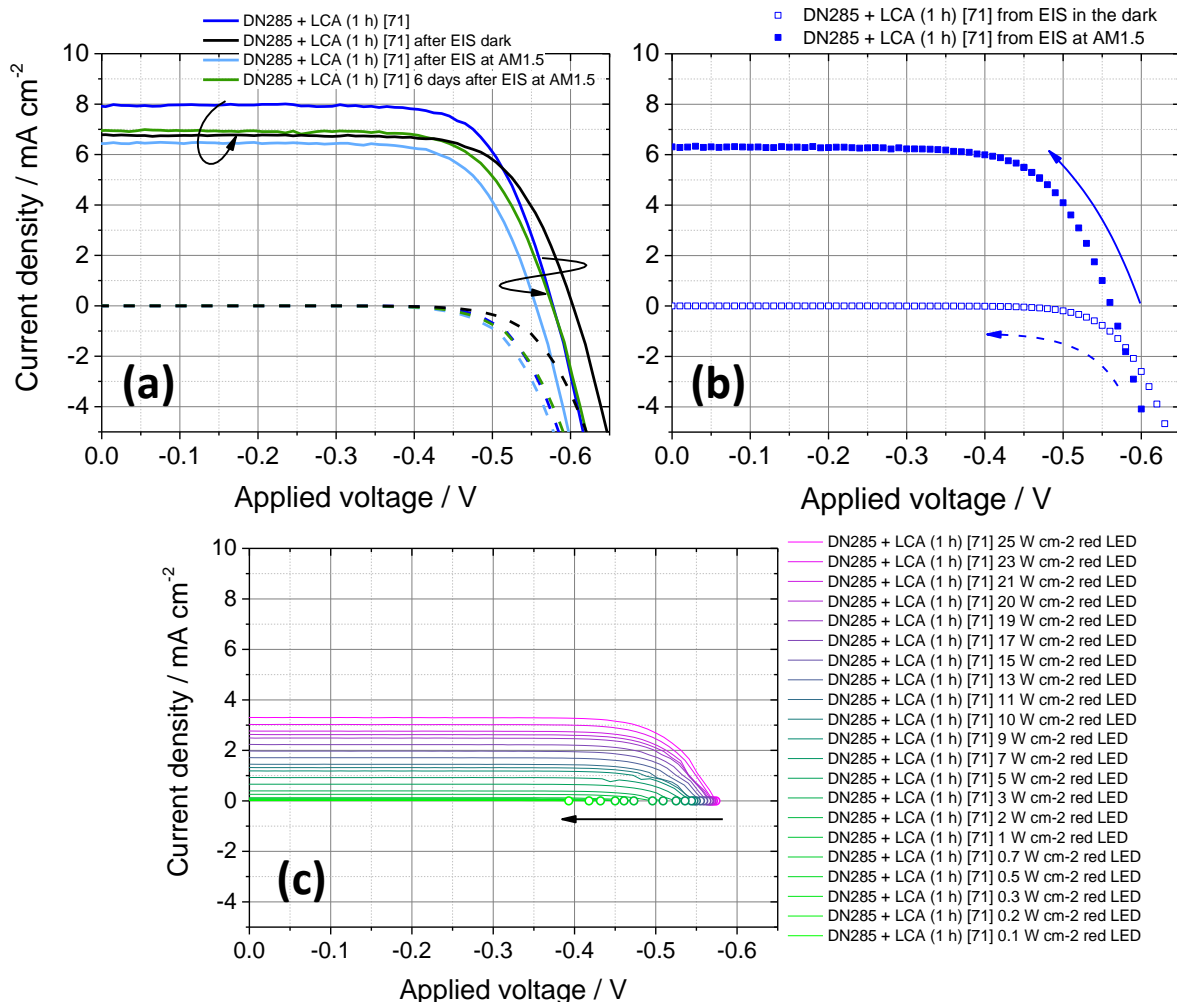 DN285 + LCA (1 h) [71]
DN285 + LCA (1 h) [71] after EIS dark
DN285 + LCA (1 h) [71] after EIS at AM1.5
DN285 + LCA (1 h) [71] 6 days after EIS at AM1.5
10
8
6
4
2
0
-2
-4
Current density / mA cm-2
(a)
0.0 -0.1 -0.2 -0.3 -0.4 -0.5 -0.6
Applied voltage / V
DN285 + LCA (1 h) [71] from EIS in the dark
DN285 + LCA (1 h) [71] from EIS at AM1.5
10
8
6
4
2
0
-2
-4
(b)
0.0 -0.1 -0.2 -0.3 -0.4 -0.5 -0.6
Applied voltage / V
10
8
6
4
2
0
-2
-4
Current density / mA cm-2
(c)
0.0 -0.1 -0.2 -0.3 -0.4 -0.5 -0.6
Applied voltage / V
DN285 + LCA (1 h) [71] 25 W cm-2 red LED
DN285 + LCA (1 h) [71] 23 W cm-2 red LED
DN285 + LCA (1 h) [71] 21 W cm-2 red LED
DN285 + LCA (1 h) [71] 20 W cm-2 red LED
DN285 + LCA (1 h) [71] 19 W cm-2 red LED
DN285 + LCA (1 h) [71] 17 W cm-2 red LED
DN285 + LCA (1 h) [71] 15 W cm-2 red LED
DN285 + LCA (1 h) [71] 13 W cm-2 red LED
DN285 + LCA (1 h) [71] 11 W cm-2 red LED
DN285 + LCA (1 h) [71] 10 W cm-2 red LED
DN285 + LCA (1 h) [71] 9 W cm-2 red LED
DN285 + LCA (1 h) [71] 7 W cm-2 red LED
DN285 + LCA (1 h) [71] 5 W cm-2 red LED
DN285 + LCA (1 h) [71] 3 W cm-2 red LED
DN285 + LCA (1 h) [71] 2 W cm-2 red LED
DN285 + LCA (1 h) [71] 1 W cm-2 red LED
DN285 + LCA (1 h) [71] 0.7 W cm-2 red LED
DN285 + LCA (1 h) [71] 0.5 W cm-2 red LED
DN285 + LCA (1 h) [71] 0.3 W cm-2 red LED
DN285 + LCA (1 h) [71] 0.2 W cm-2 red LED
DN285 + LCA (1 h) [71] 0.1 W cm-2 red LED